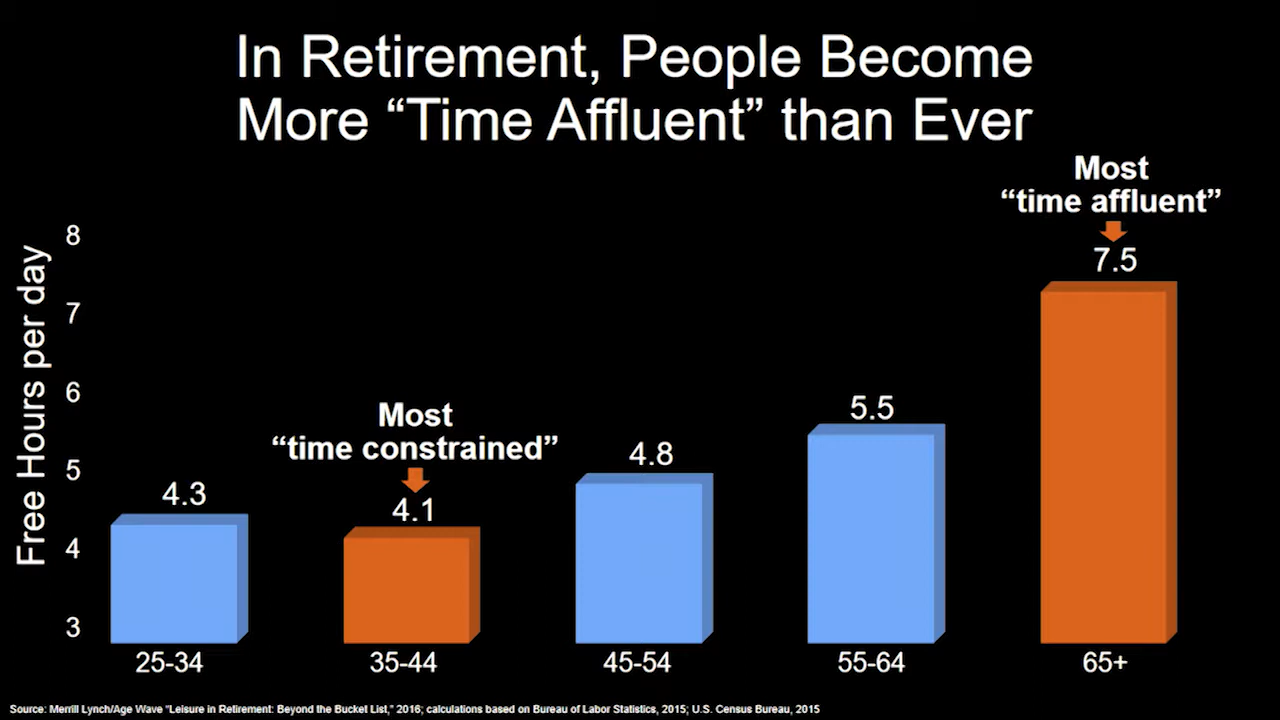 In Retirement, People Become
More “Time Affluent” than Ever
Most
“time affluent”
7.5
Most
“time constrained”
4.1
4.3
4.8
5.5
Free Hours per day
8
7
6
5
4
3
25-34
35-44
45-54
55-64
65+
Source: Merrill Lynch/Age Wave "Leisure in Retirement: Beyond the Bucket List," 2016; calculations based on Bureau of Labor Statistics, 2015; U.S. Census Bureau, 2015